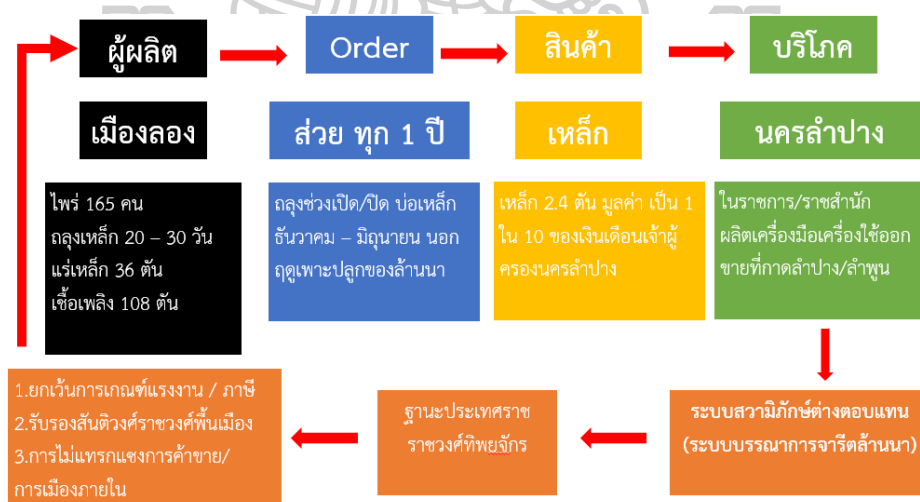 ผู้ผลิต
Order
สินค้า
บริโภค
เมืองลอง
ส่วย ทุก 1 ปี
เหล็ก
นครลำปาง
ไพร่ 165 คน
ถลุงเหล็ก 20 – 30 วัน
แร่เหล็ก 36 ตัน
เชื้อเพลิง 108 ตัน
ถลุงช่วงเปิด/ปิด บ่อเหล็ก
ธันวาคม – มิถุนายน นอก
ฤดูเพาะปลูกของล้านนา
เหล็ก 2.4 ตัน มูลค่า เป็น 1
ใน 10 ของเงินเดือนเจ้าผู้
ครองนครลำปาง
ในราชการ/ราชสำนัก
ผลิตเครื่องมือเครื่องใช้ออก
ขายที่กาดลำปาง/ลำพูน
1.ยกเว้นการเกณฑ์แรงงาน / ภาษี
2.รับรองสันติวงศ์ราชวงศ์พื้นเมือง
3.การไม่แทรกแซงการค้าขาย/
การเมืองภายใน
ฐานะประเทศราช
ราชวงศ์ทิพยจักร
ระบบสวามิภักษ์ต่างตอบแทน
(ระบบบรรณาการจารีตล้านนา)